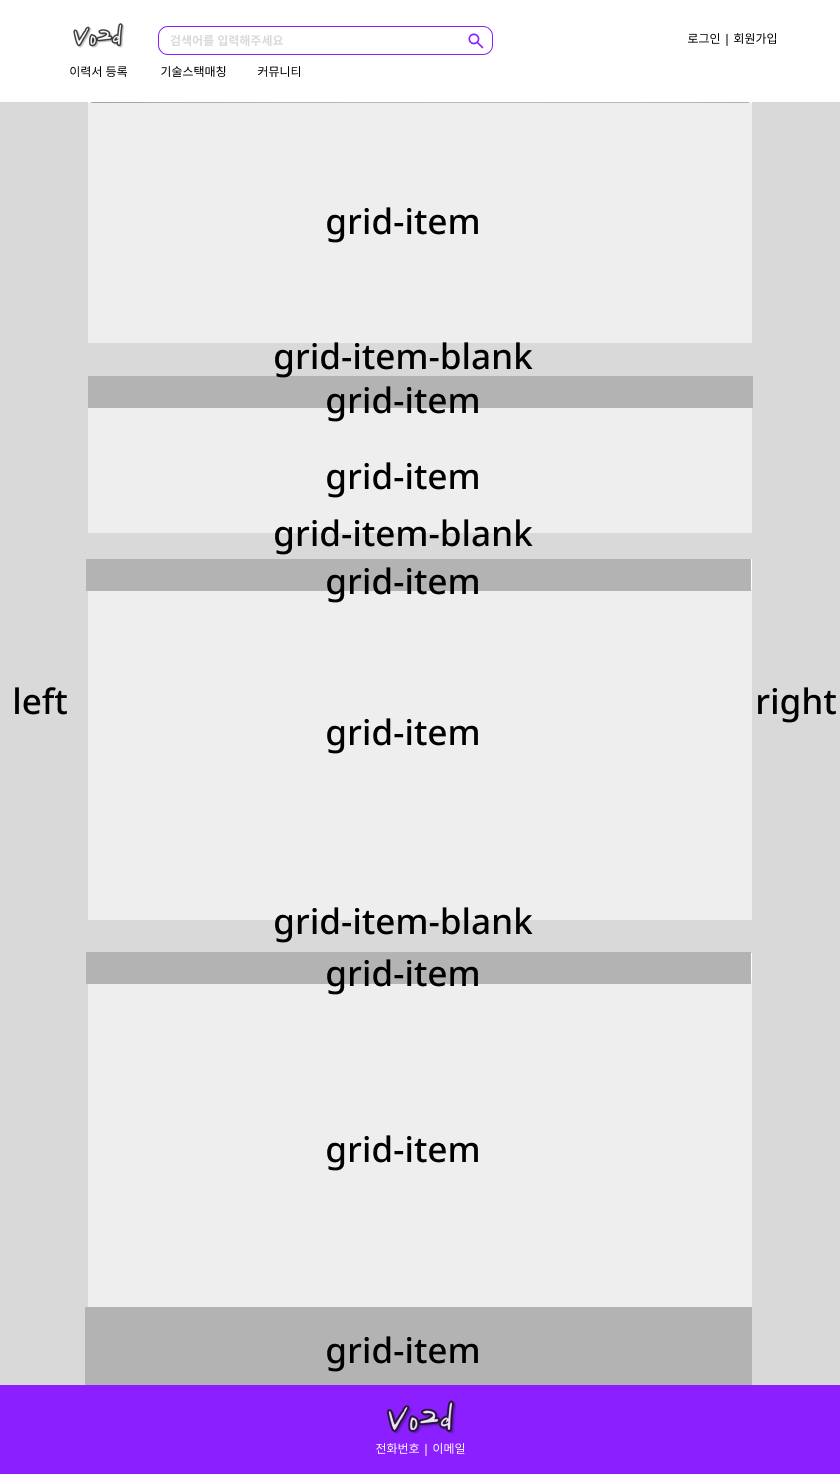 Vo2d
검색어를 입력해주세요
로그인 | 회원가입
이력서 등록 기술스택매칭 커뮤니티
grid-item
grid-item-blank
grid-item
grid-item
grid-item-blank
grid-item
left
right
grid-item
grid-item-blank
grid-item
grid-item
grid-item
Vo2d
전화번호 | 이메일